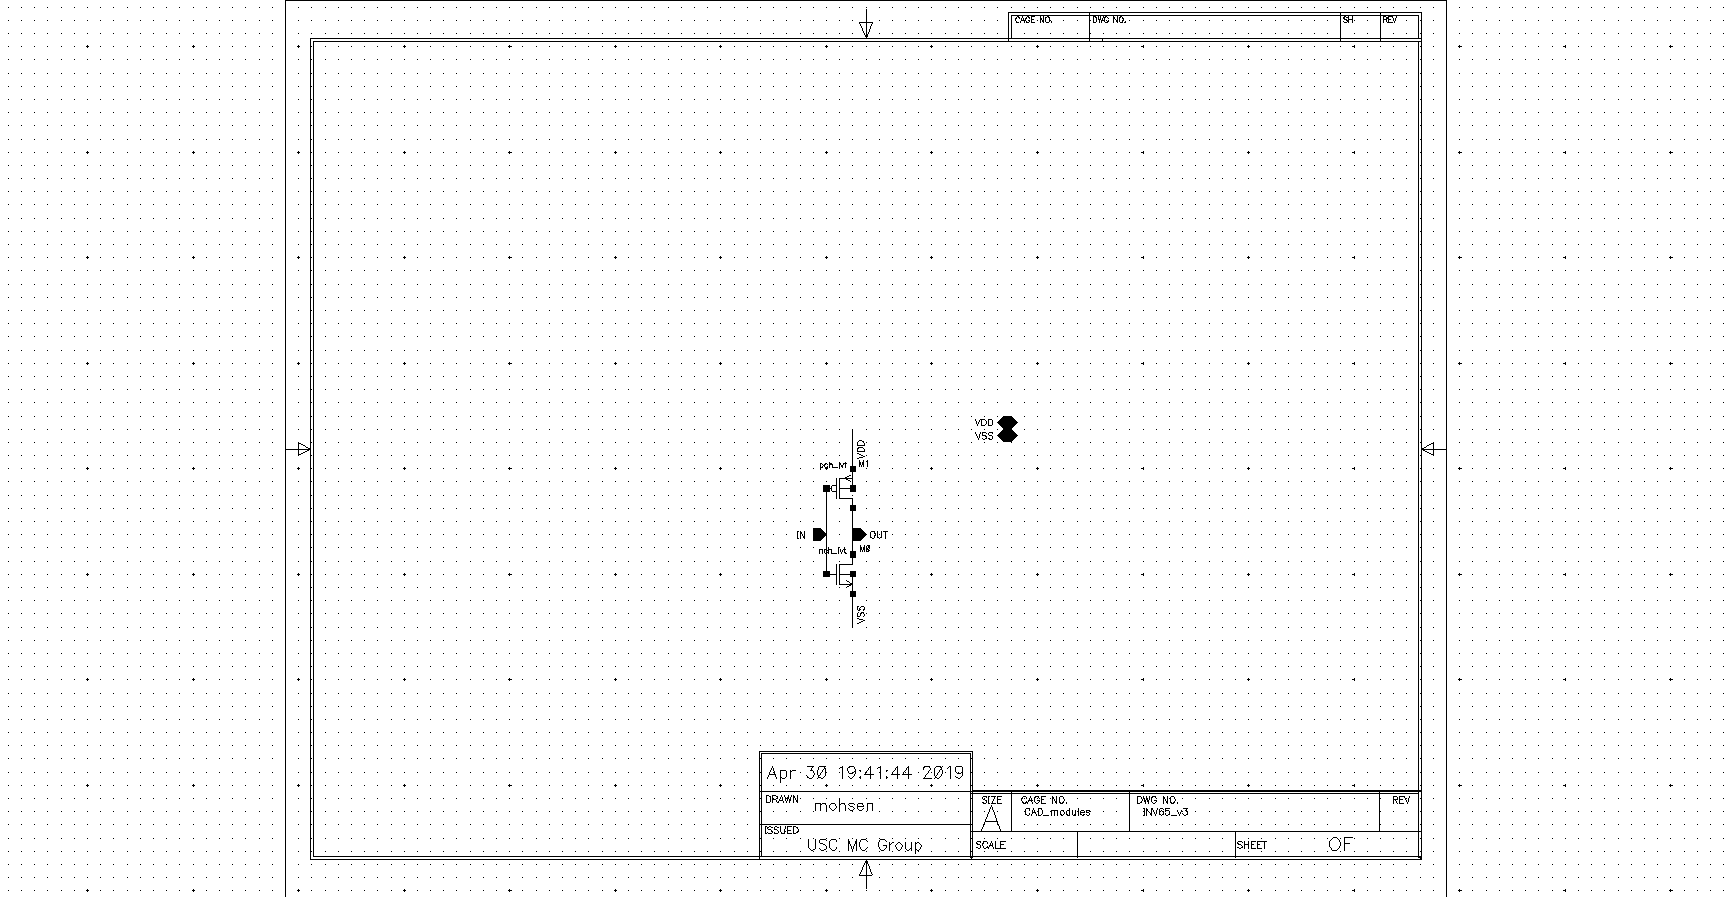 CAGE NO. DWG NO. SH REV
VDD
VSS
VDD
pch_lvt M1
IN OUT
nch_lvt M0
VSS
Apr 30 19:41:44 2019
DRAWN mohsen
ISSUED
USC MC Group
SIZE CAGE NO. DWG NO. REV
A CAD_modules INV65_v3
SCALE SHEET OF